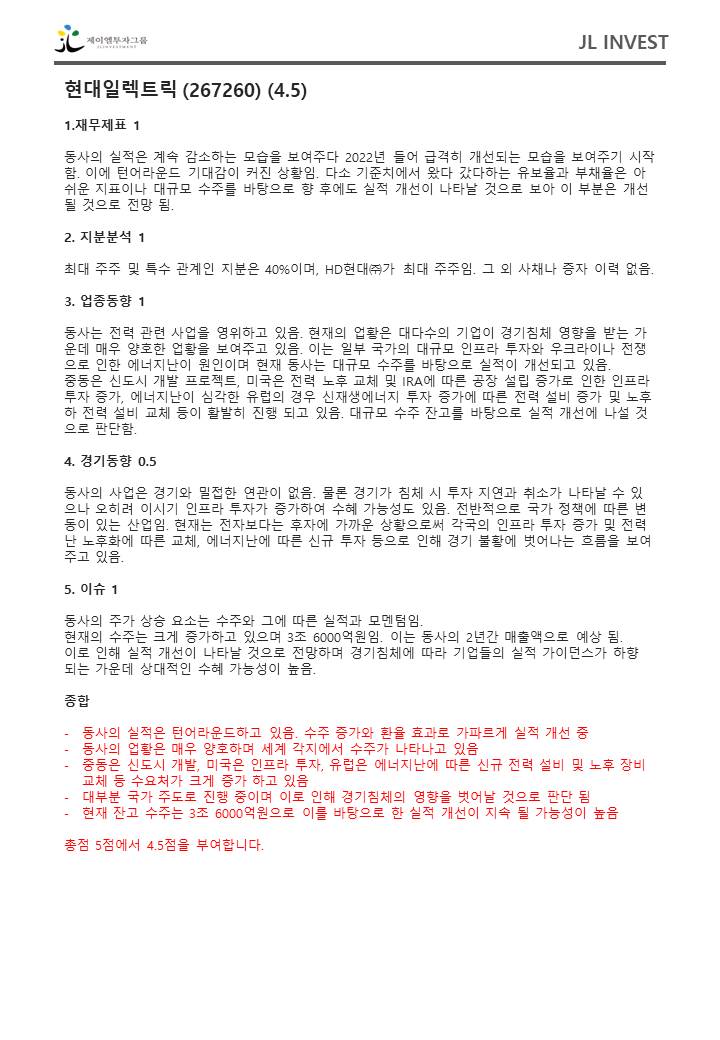 제이엘투자그룹
JLINVESTMENT
JL INVEST
현대일렉트릭 (267260) (4.5)
1.재무제표 1
동사의 실적은 계속 감소하는 모습을 보여주다 2022년 들어 급격히 개선되는 모습을 보여주기 시작
함. 이에 턴어라운드 기대감이 커진 상황임. 다소 기준치에서 왔다 갔다하는 유보율과 부채율은 아
쉬운 지표이나 대규모 수주를 바탕으로 향 후에도 실적 개선이 나타날 것으로 보아 이 부분은 개선
될 것으로 전망 됨.
2. 지분분석 1
최대 주주 및 특수 관계인 지분은 40%이며, HD현대㈜가 최대 주주임. 그 외 사채나 증자 이력 없음.
3. 업종동향 1
동사는 전력 관련 사업을 영위하고 있음. 현재의 업황은 대다수의 기업이 경기침체 영향을 받는 가
운데 매우 양호한 업황을 보여주고 있음. 이는 일부 국가의 대규모 인프라 투자와 우크라이나 전쟁
으로 인한 에너지난이 원인이며 현재 동사는 대규모 수주를 바탕으로 실적이 개선되고 있음.
중동은 신도시 개발 프로젝트, 미국은 전력 노후 교체 및 IRA에 따른 공장 설립 증가로 인한 인프라
투자 증가, 에너지난이 심각한 유럽의 경우 신재생에너지 투자 증가에 따른 전력 설비 증가 및 노후
하 전력 설비 교체 등이 활발히 진행 되고 있음. 대규모 수주 잔고를 바탕으로 실적 개선에 나설 것
으로 판단함.
4. 경기동향 0.5
동사의 사업은 경기와 밀접한 연관이 없음. 물론 경기가 침체 시 투자 지연과 취소가 나타날 수 있
으나 오히려 이시기 인프라 투자가 증가하여 수혜 가능성도 있음. 전반적으로 국가 정책에 따른 변
동이 있는 산업임. 현재는 전자보다는 후자에 가까운 상황으로써 각국의 인프라 투자 증가 및 전력
난 노후화에 따른 교체, 에너지난에 따른 신규 투자 등으로 인해 경기 불황에 벗어나는 흐름을 보여
주고 있음.
5. 이슈 1
동사의 주가 상승 요소는 수주와 그에 따른 실적과 모멘텀임.
현재의 수주는 크게 증가하고 있으며 3조 6000억원임. 이는 동사의 2년간 매출액으로 예상 됨.
이로 인해 실적 개선이 나타날 것으로 전망하며 경기침체에 따라 기업들의 실적 가이던스가 하향
되는 가운데 상대적인 수혜 가능성이 높음.
종합
- 동사의 실적은 턴어라운드하고 있음. 수주 증가와 환율 효과로 가파르게 실적 개선 중
- 동사의 업황은 매우 양호하며 세계 각지에서 수주가 나타나고 있음
- 중동은 신도시 개발, 미국은 인프라 투자, 유럽은 에너지난에 따른 신규 전력 설비 및 노후 장비
교체 등 수요처가 크게 증가 하고 있음
- 대부분 국가 주도로 진행 중이며 이로 인해 경기침체의 영향을 벗어날 것으로 판단 됨
- 현재 잔고 수주는 3조 6000억원으로 이를 바탕으로 한 실적 개선이 지속 될 가능성이 높음
총점 5점에서 4.5점을 부여합니다.